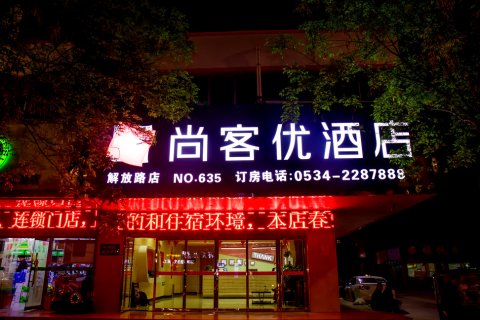 尚客优酒店
解放路店 NO.635 订房电话:0534-2287888
连锁门店, 的和住宿环境,本店春
THANK